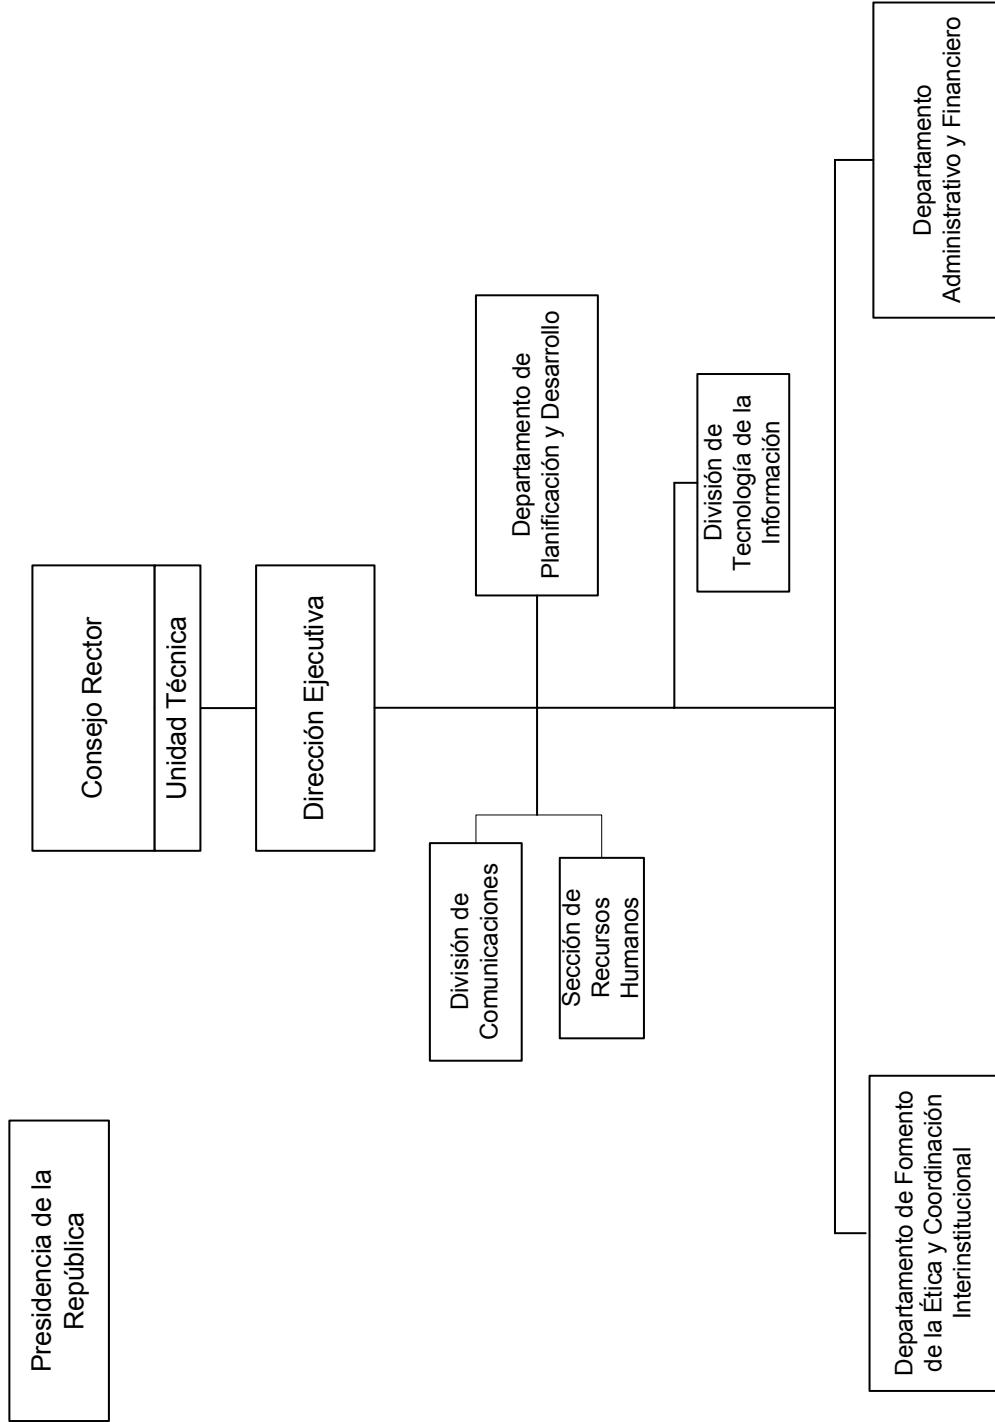 Presidencia de la
República
Consejo Rector
Unidad Técnica
Dirección Ejecutiva
División de
Comunicaciones
Sección de
Recursos
Humanos
Departamento de
Planificación y Desarrollo
División de
Tecnología de la
Información
Departamento de Fomento
de la Ética y Coordinación
Interinstitucional
Departamento
Administrativo y Financiero